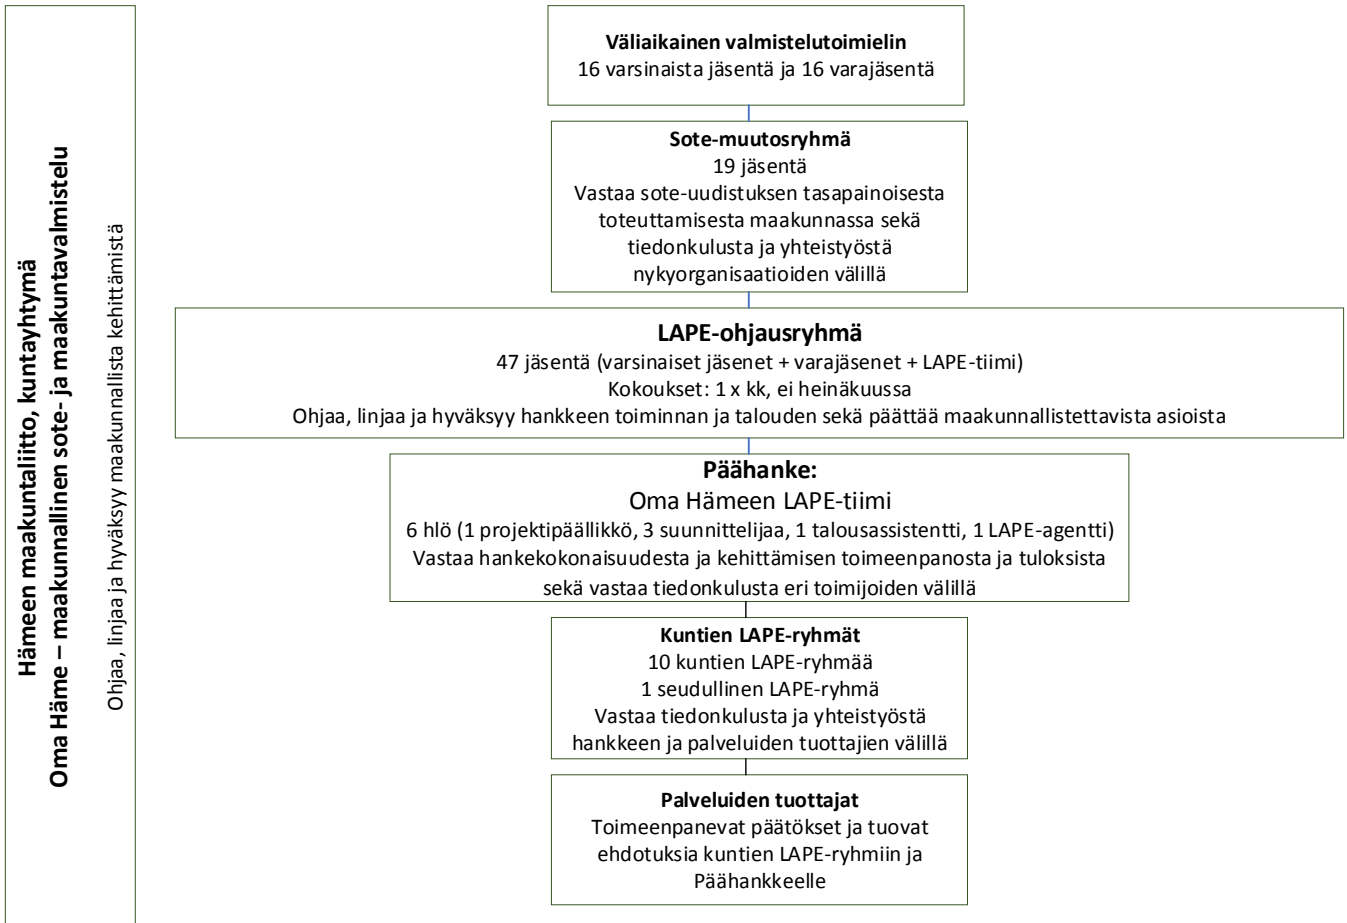 Hämeen maakuntaliitto, kuntayhtymä
Oma Häme – maakunnallinen sote- ja maakuntavalmistelu
Ohjaa, linjaa ja hyväksyy maakunnallista kehittämistä
Väliaikainen valmistelutoimielin
16 varsinaista jäsentä ja 16 varajäsentä
Sote-muutosryhmä
19 jäsentä
Vastaa sote-uudistuksen tasapainoisesta
toteuttamisesta maakunnassa sekä
tiedonkulusta ja yhteistyöstä
nykyorganisaatioiden välillä
LAPE-ohjausryhmä
47 jäsentä (varsinaiset jäsenet + varajäsenet + LAPE-tiimi)
Kokoukset: 1 x kk, ei heinäkuussa
Ohjaa, linjaa ja hyväksyy hankkeen toiminnan ja talouden sekä päättää maakunnallistettavista asioista
Päähanke:
Oma Hämeen LAPE-tiimi
6 hlö (1 projektipäällikkö, 3 suunnittelijaa, 1 talousassistentti, 1 LAPE-agentti)
Vastaa hankekokonaisuudesta ja kehittämisen toimeenpanosta ja tuloksista
sekä vastaa tiedonkulusta eri toimijoiden välillä
Kuntien LAPE-ryhmät
10 kuntien LAPE-ryhmää
1 seudullinen LAPE-ryhmä
Vastaa tiedonkulusta ja yhteistyöstä
hankkeen ja palveluiden tuottajien välillä
Palveluiden tuottajat
Toimeenpanevat päätökset ja tuovat
ehdotuksia kuntien LAPE-ryhmiin ja
Päähankkeelle